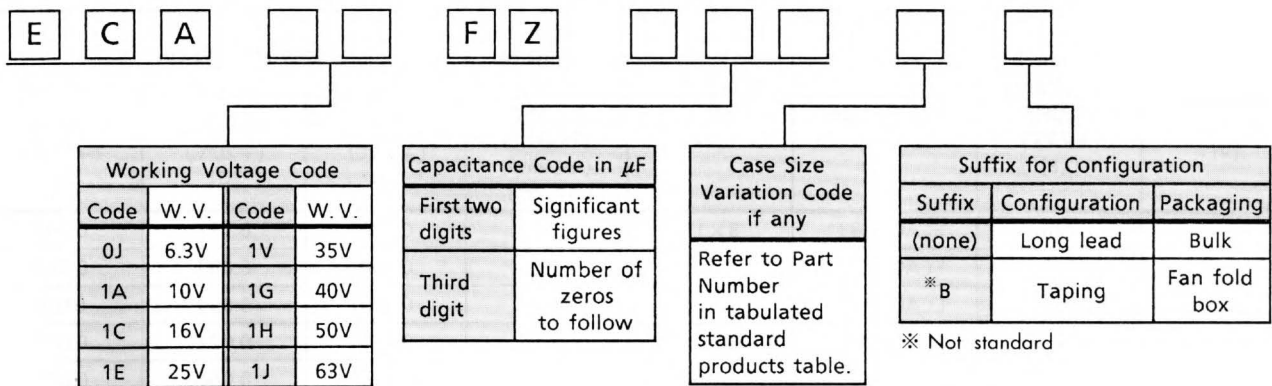 E C A F Z
Working Voltage Code
Code W. V. Code W. V.
0J 6.3V 1V 35V
1A 10V 1G 40V
1C 16V 1H 50V
1E 25V 1J 63V
Capacitance Code in μF
First two digits Significant figures
Third digit Number of zeros to follow
Case Size
Variation Code
if any
Refer to Part
Number
in tabulated
standard
products table.
Suffix for Configuration
Suffix Configuration Packaging
(none) Long lead Bulk
※B Taping Fan fold box
※ Not standard